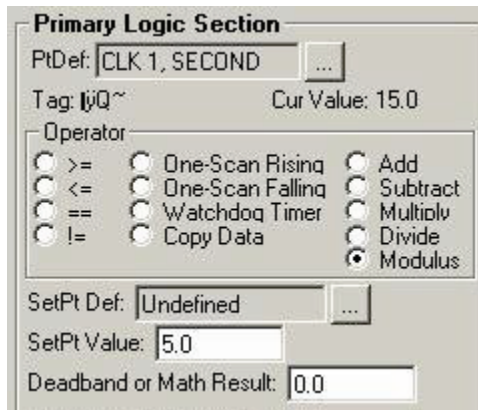 Primary Logic Section
PtDef: CLK 1, SECOND ...
Tag: ÿQ~ Cur Value: 15.0
Operator
>= One-Scan Rising Add
<= One-Scan Falling Subtract
== Watchdog Timer Multiply
!= Copy Data Divide
Modulus
SetPt Def: Undefined ...
SetPt Value: 5.0
Deadband or Math Result: 0.0